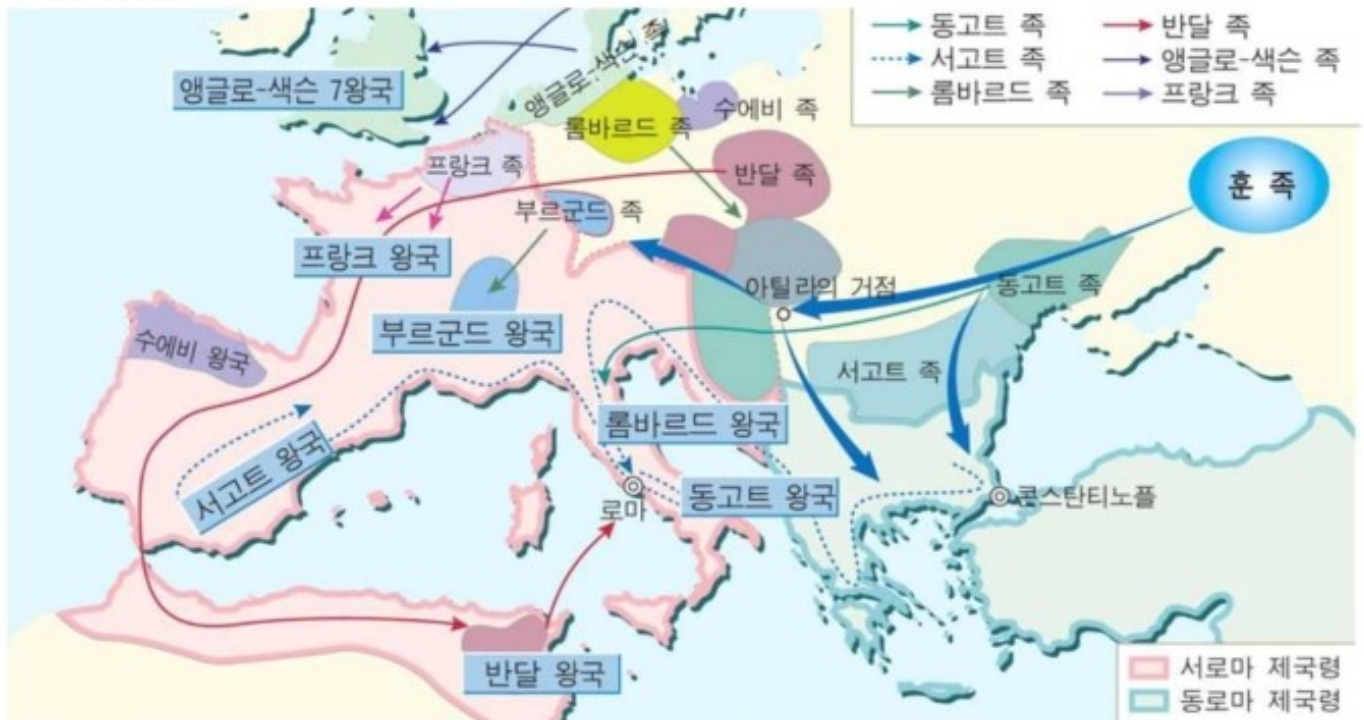 동고트 족
서고트 족
롬바르드 족
반달 족
앵글로-색슨 족
프랑크 족
앵글로-색슨 7왕국
앵글로-색슨 족
롬바르드 족
수에비 족
프랑크 족
반달 족
훈 족
부르군드 족
프랑크 왕국
아틸라의 거점
동고트 족
부르군드 왕국
수에비 왕국
서고트 족
롬바르드 왕국
서고트 왕국
로마
동고트 왕국
콘스탄티노플
반달 왕국
서로마 제국령
동로마 제국령